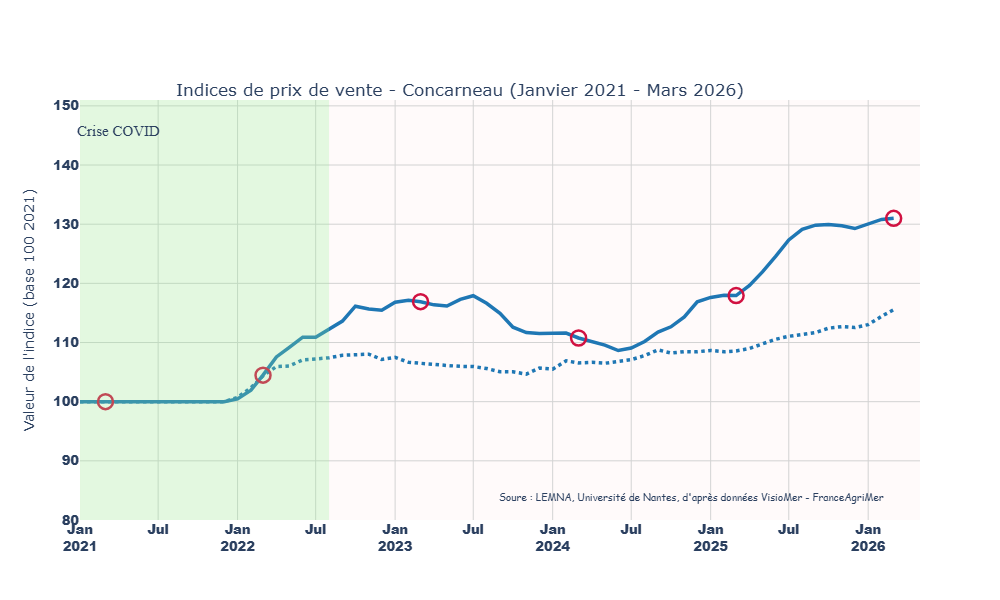 Indices de prix de vente - Concarneau (Janvier 2021 - Mars 2026)
150
Crise COVID
140
130
120
110
100
90
80
Valeur de l'indice (base 100 2021)
Soure : LEMNA, Université de Nantes, d'après données VisioMer - FranceAgriMer
Jan Jul Jan Jul Jan Jul Jan Jul Jan Jul Jan
2021 2022 2023 2024 2025 2026